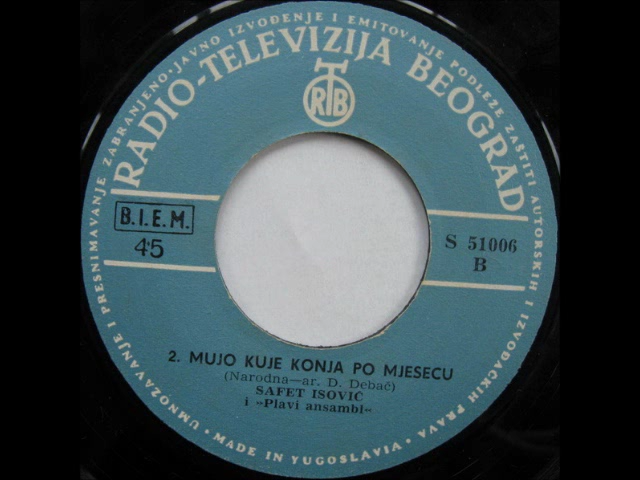 UMNOŽAVANJE I PRESNIMAVANJE ZABRANJENO·JAVNO IZVOĐENJE I EMITOVANJE PODLEŽE ZAŠTITI AUTORSKIH I IZVOĐAČKIH PRAVA·
RADIO-TELEVIZIJA BEOGRAD
RTB
B.I.E.M.
45
S 51006
B
2. MUJO KUJE KONJA PO MJESECU
(Narodna—ar. D. Debač)
SAFET ISOVIĆ
i »Plavi ansambl«
MADE IN YUGOSLAVIA